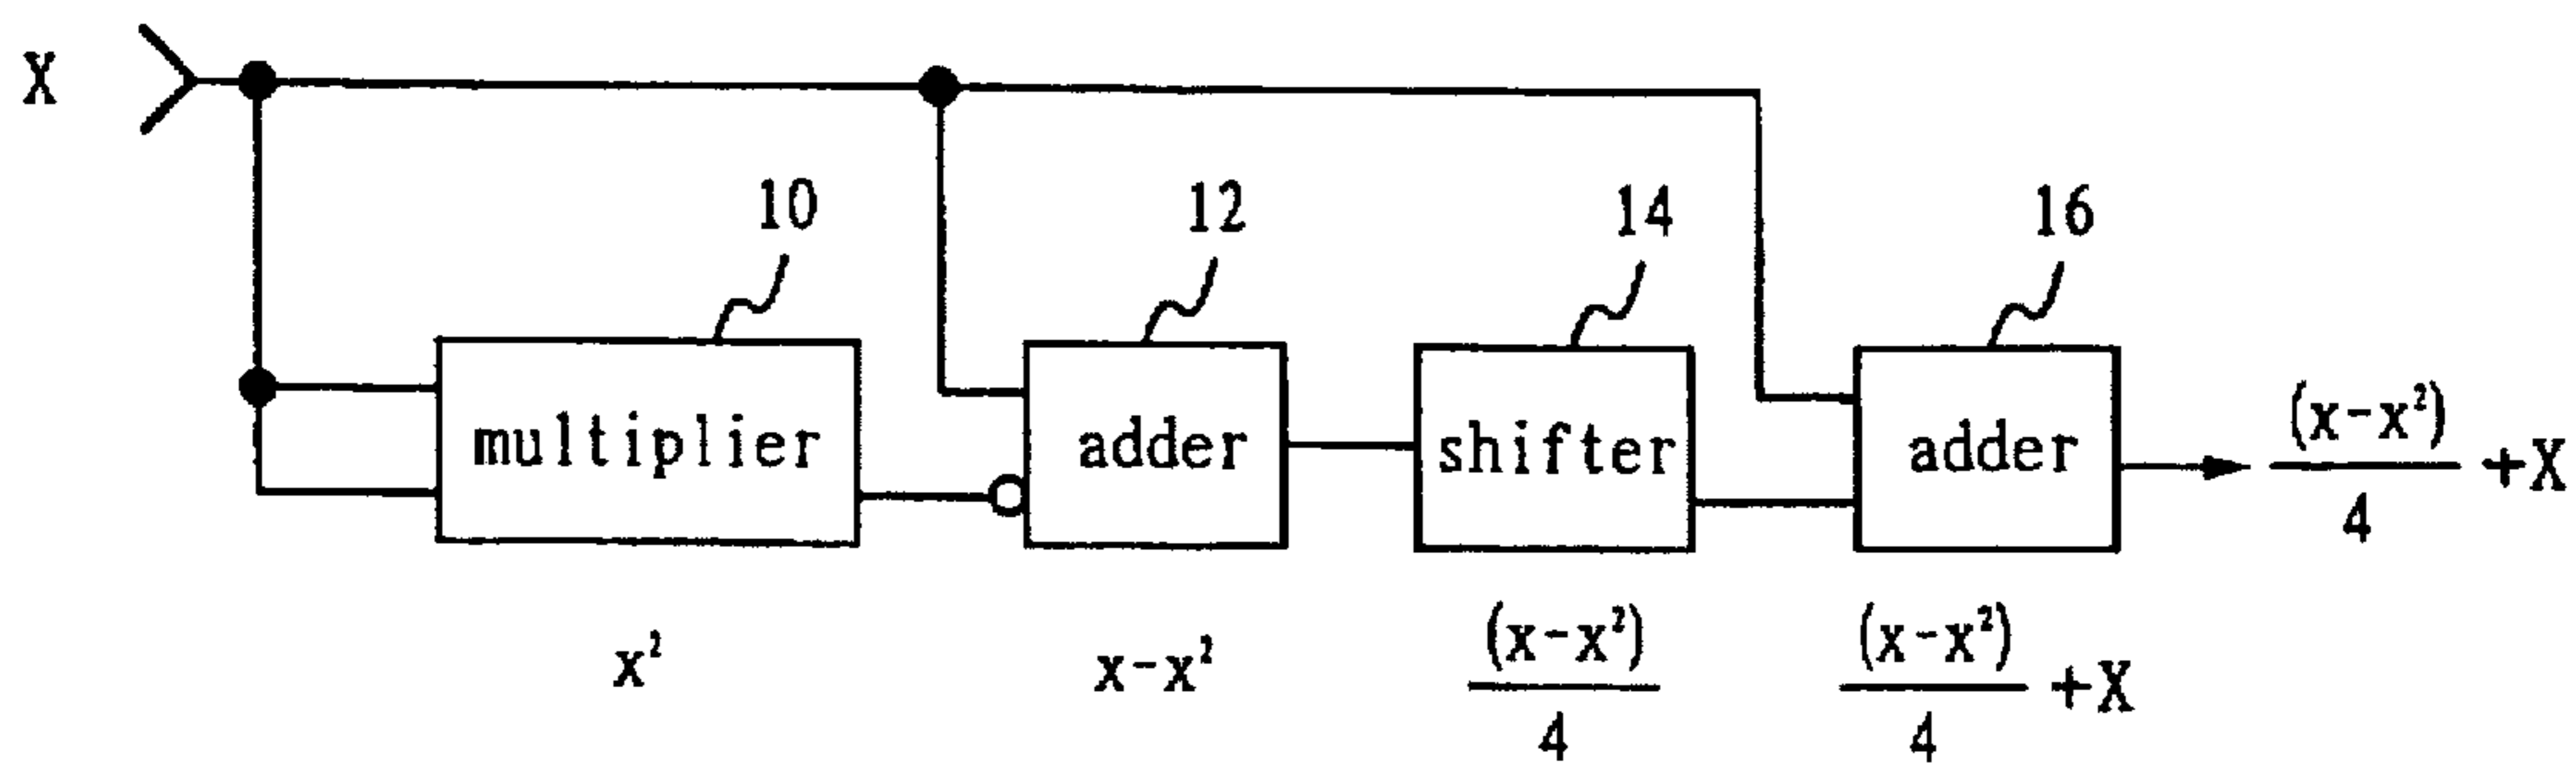 X
10
12
14
16
multiplier
adder
shifter
adder
(x-x²)/4 +X
x²
x-x²
(x-x²)/4
(x-x²)/4 +X